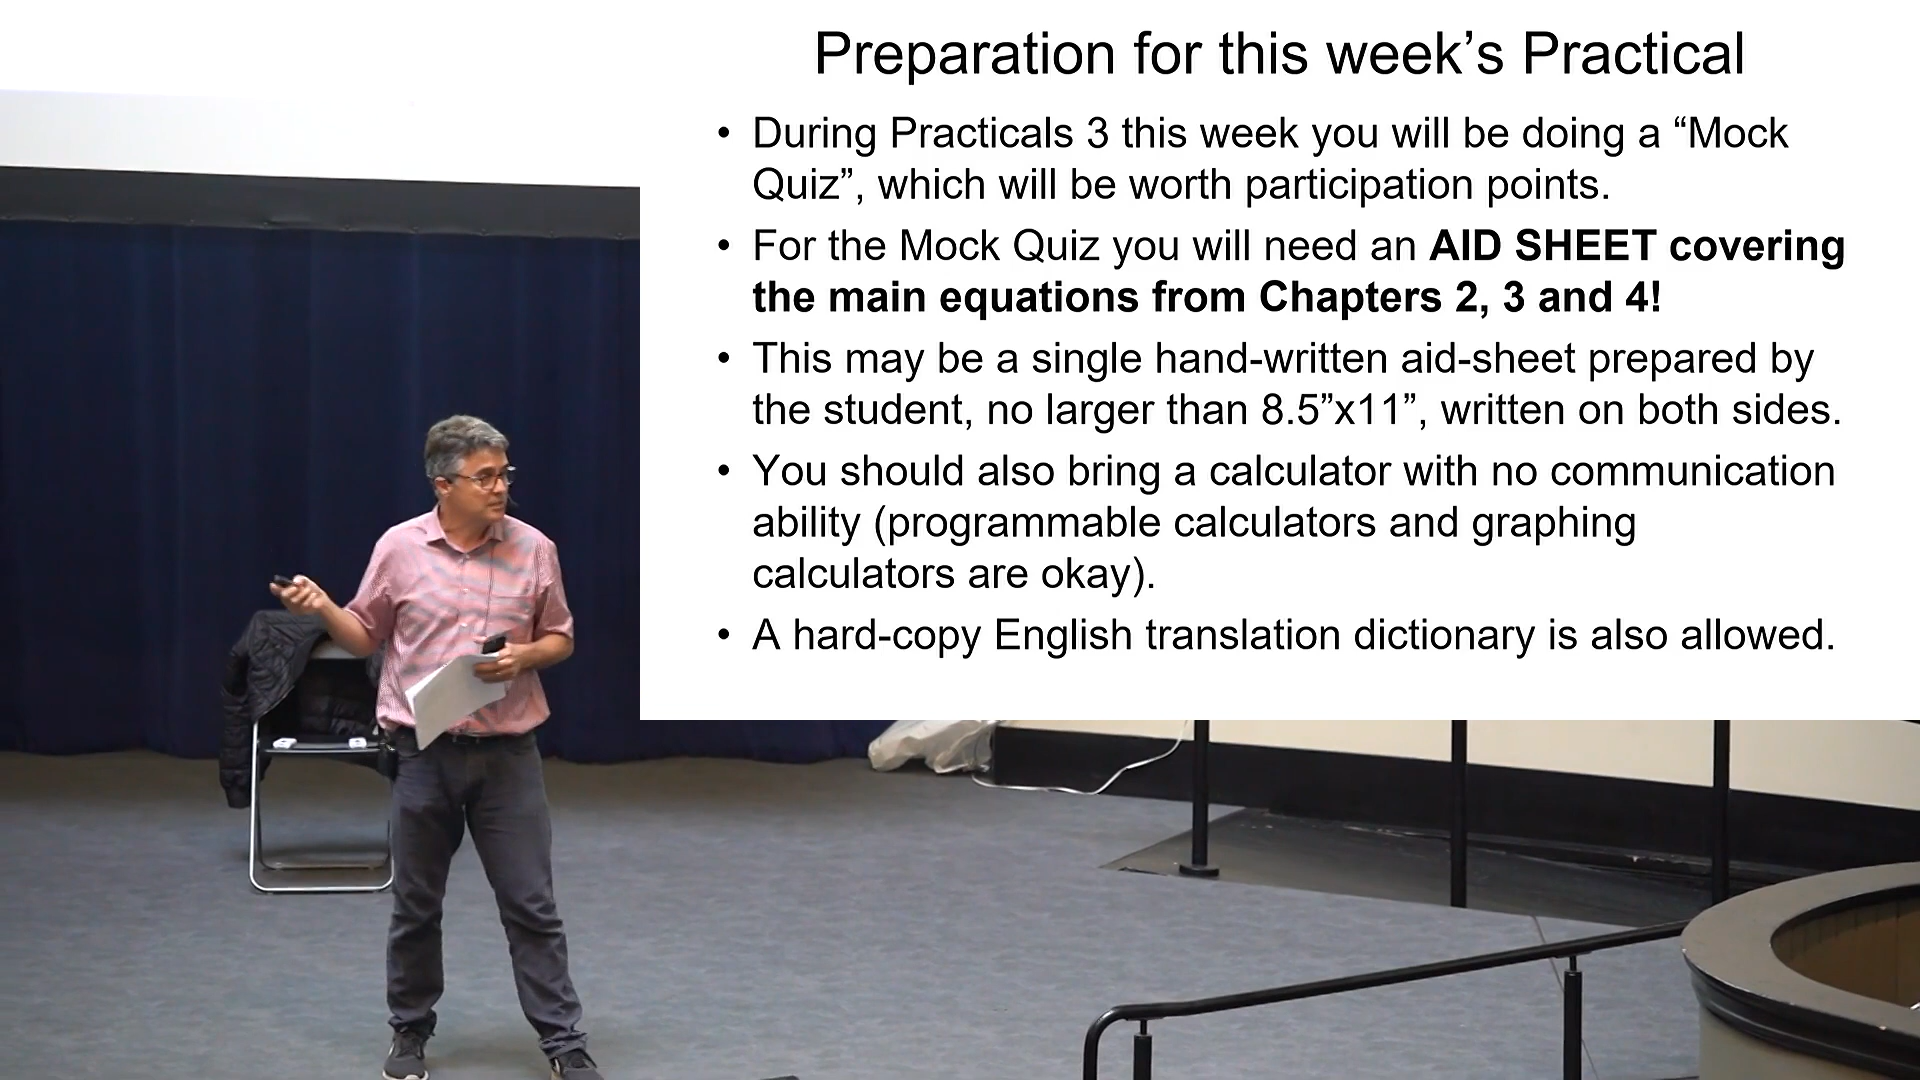 Preparation for this week’s Practical
• During Practicals 3 this week you will be doing a “Mock
Quiz”, which will be worth participation points.
• For the Mock Quiz you will need an AID SHEET covering
the main equations from Chapters 2, 3 and 4!
• This may be a single hand-written aid-sheet prepared by
the student, no larger than 8.5”x11”, written on both sides.
• You should also bring a calculator with no communication
ability (programmable calculators and graphing
calculators are okay).
• A hard-copy English translation dictionary is also allowed.